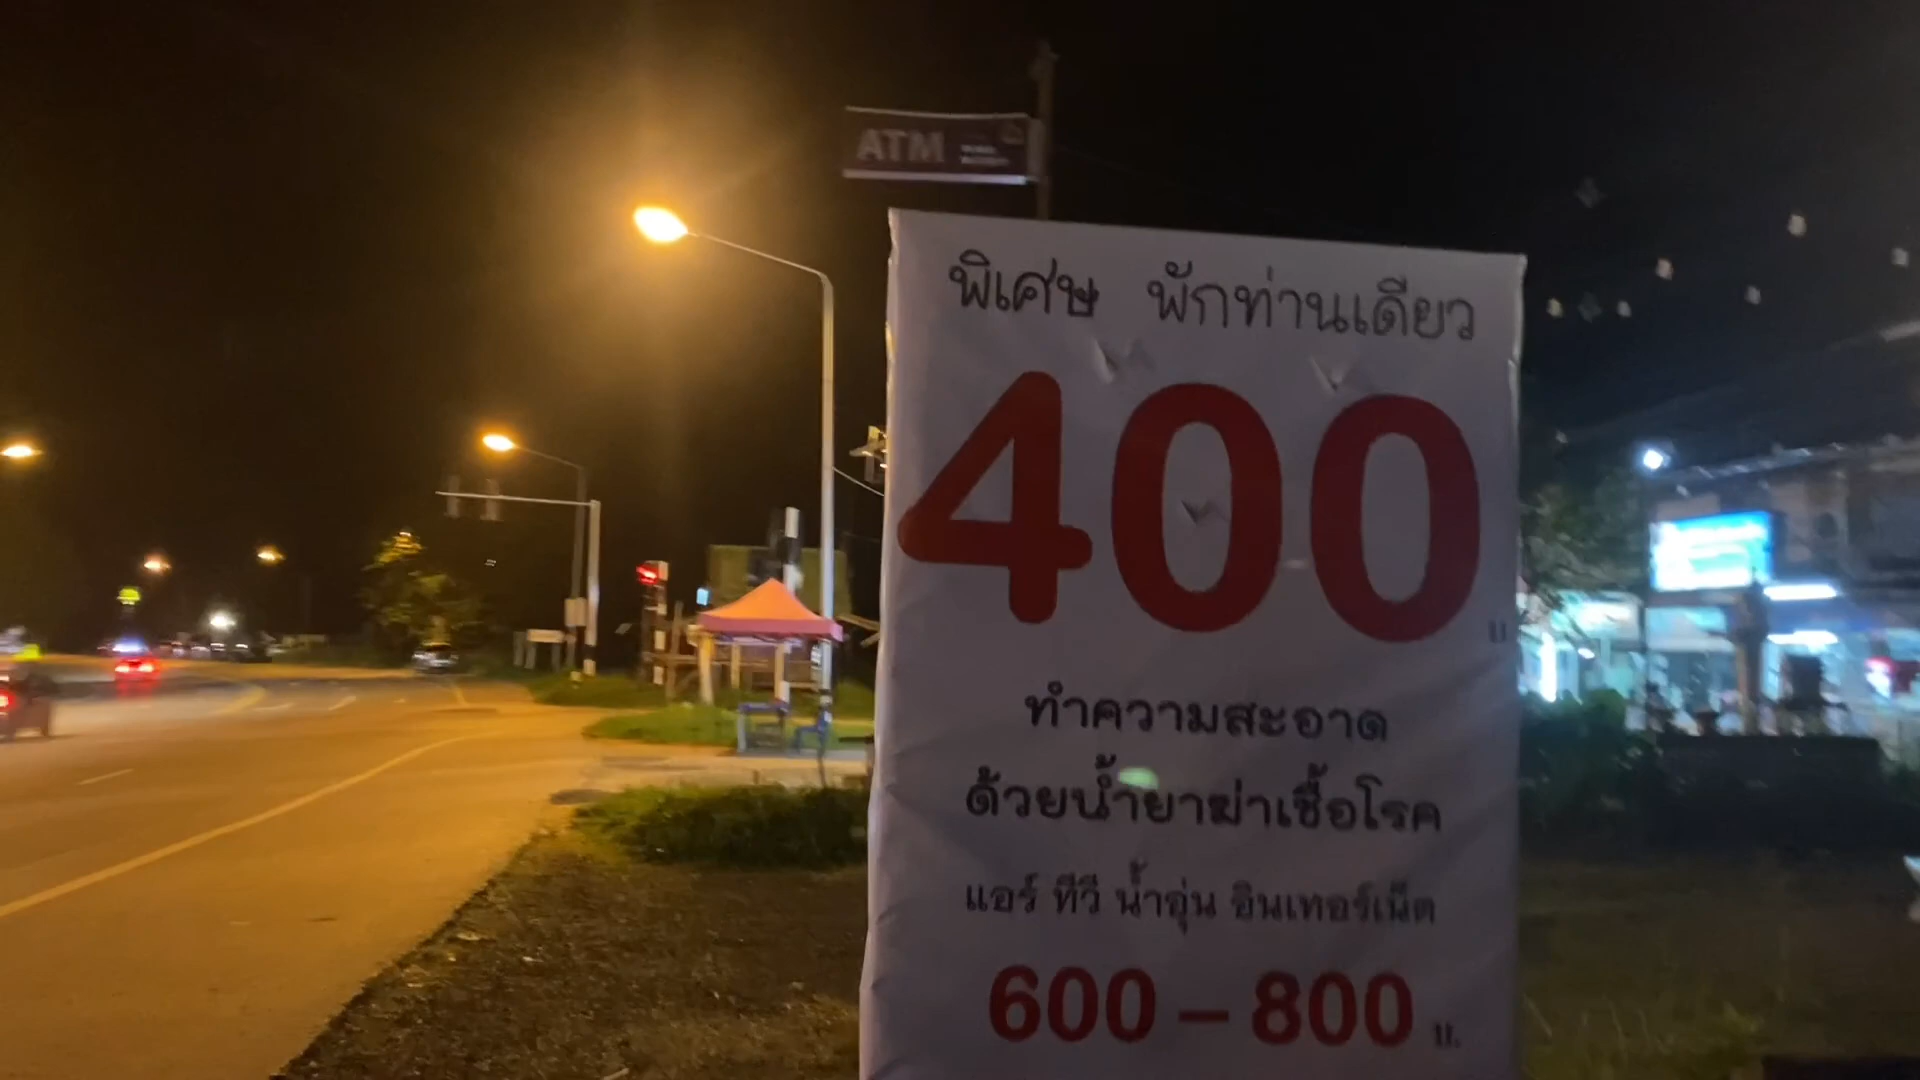 ATM
พิเศษ พักท่านเดียว
400 บ
ทำความสะอาด
ด้วยน้ำยาฆ่าเชื้อโรค
แอร์ ทีวี น้ำอุ่น อินเทอร์เน็ต
600 – 800 บ.